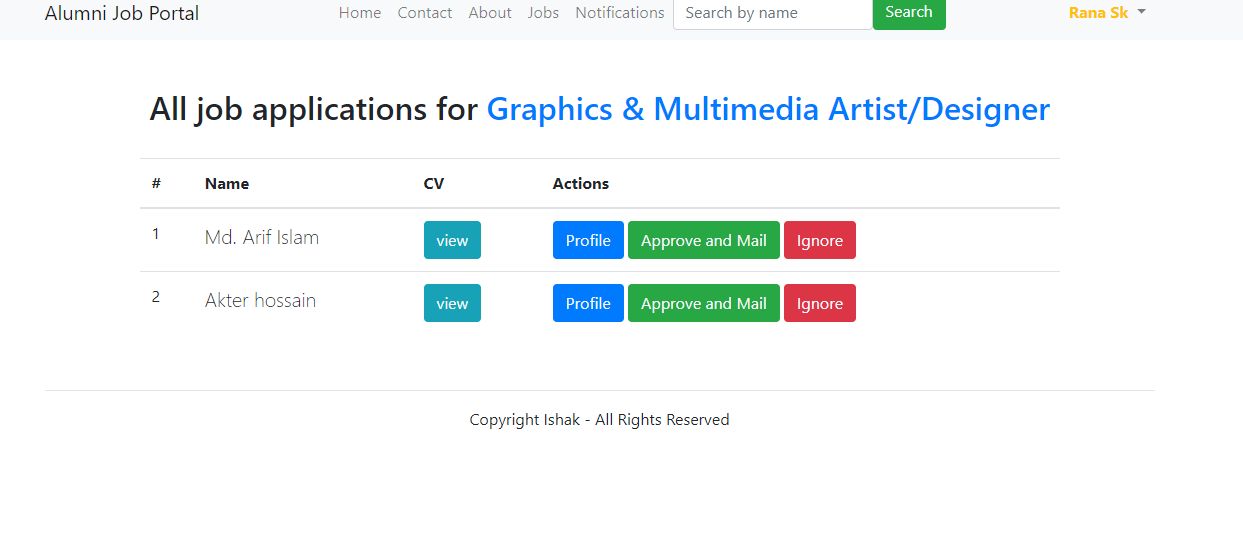 Alumni Job Portal Home Contact About Jobs Notifications Search by name Search Rana Sk
All job applications for Graphics & Multimedia Artist/Designer
# Name CV Actions
1 Md. Arif Islam view Profile Approve and Mail Ignore
2 Akter hossain view Profile Approve and Mail Ignore
Copyright Ishak - All Rights Reserved